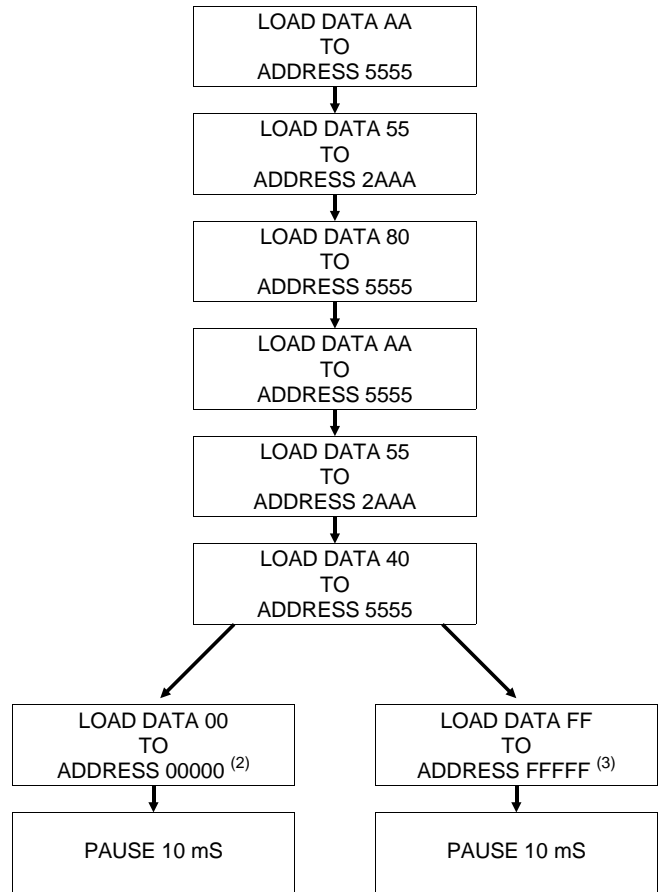 LOAD DATA AA
TO
ADDRESS 5555
LOAD DATA 55
TO
ADDRESS 2AAA
LOAD DATA 80
TO
ADDRESS 5555
LOAD DATA AA
TO
ADDRESS 5555
LOAD DATA 55
TO
ADDRESS 2AAA
LOAD DATA 40
TO
ADDRESS 5555
LOAD DATA 00
TO
ADDRESS 00000 (2)
LOAD DATA FF
TO
ADDRESS FFFFF (3)
PAUSE 10 mS
PAUSE 10 mS